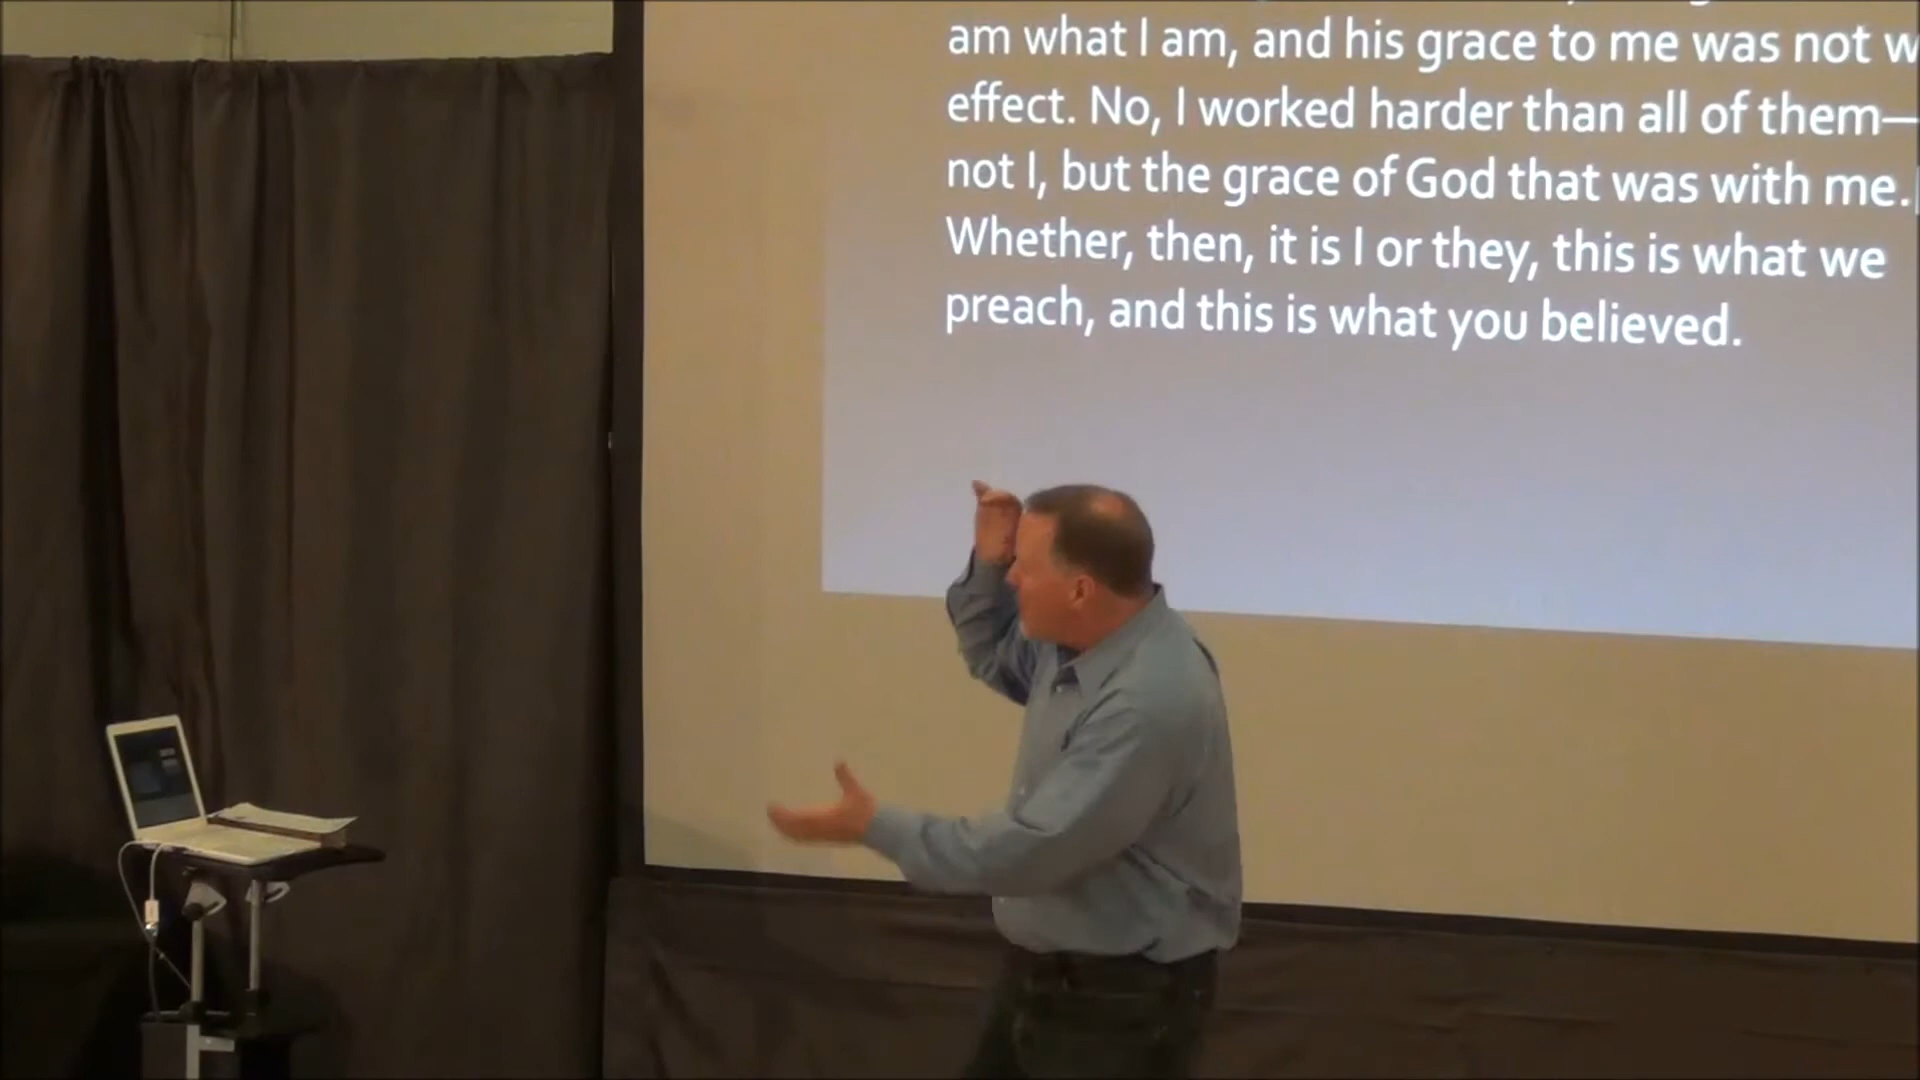 am what I am, and his grace to me was not
effect. No, I worked harder than all of them—
not I, but the grace of God that was with me.
Whether, then, it is I or they, this is what we
preach, and this is what you believed.